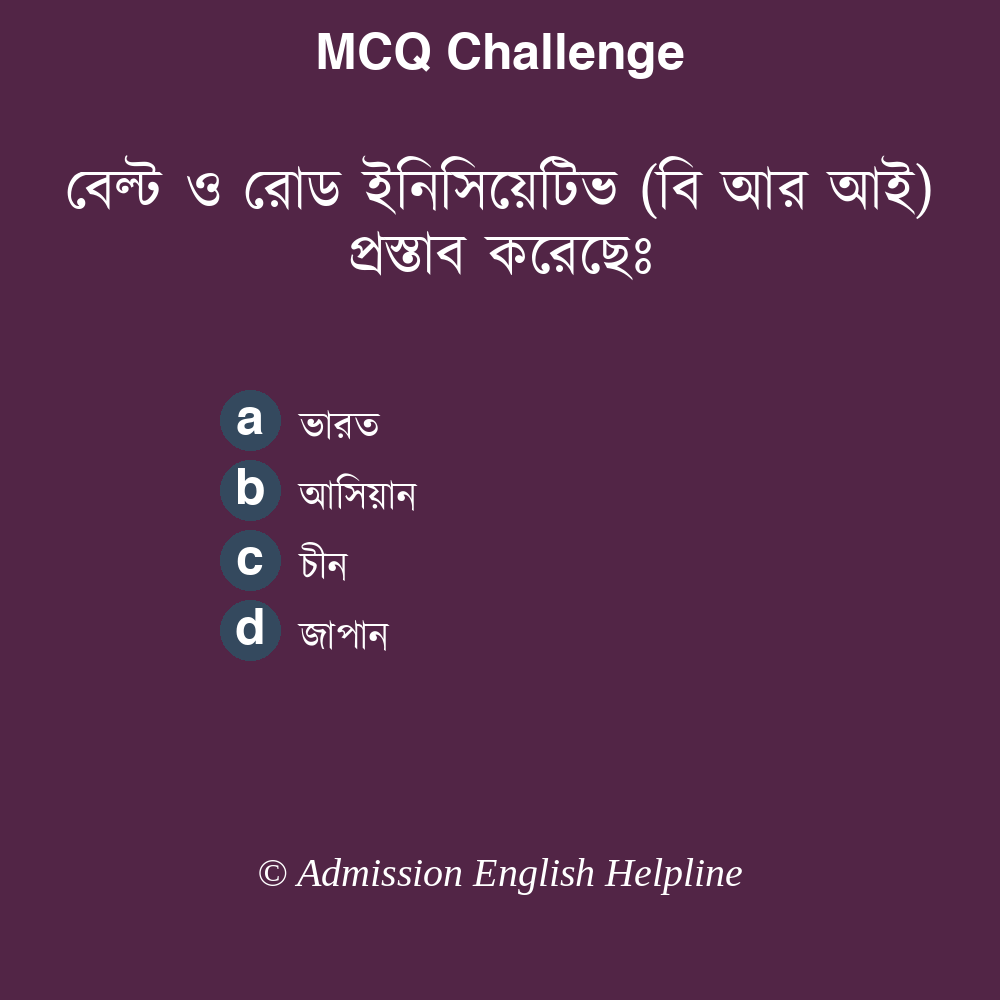 MCQ Challenge
বেল্ট ও রোড ইনিসিয়েটিভ (বি আর আই)
প্রস্তাব করেছেঃ
a ভারত
b আসিয়ান
c চীন
d জাপান
© Admission English Helpline